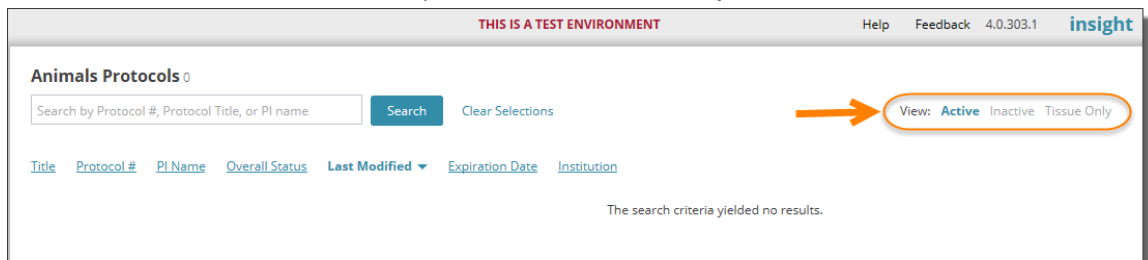 THIS IS A TEST ENVIRONMENT Help Feedback 4.0.303.1 insight
Animals Protocols 0
Search by Protocol #, Protocol Title, or PI name Search Clear Selections View: Active Inactive Tissue Only
Title Protocol # PI Name Overall Status Last Modified Expiration Date Institution
The search criteria yielded no results.